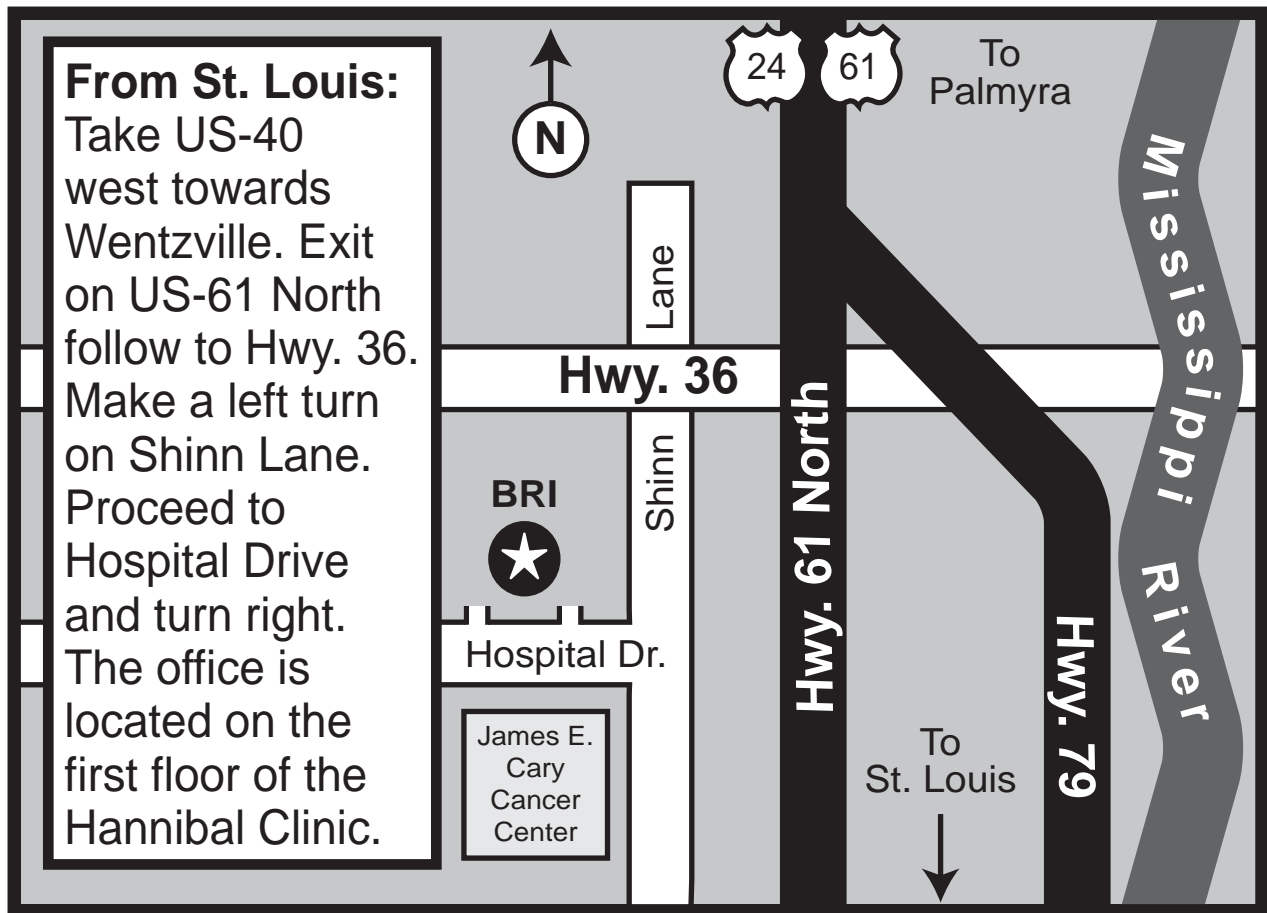 From St. Louis:
Take US-40
west towards
Wentzville. Exit
on US-61 North
follow to Hwy. 36.
Make a left turn
on Shinn Lane.
Proceed to
Hospital Drive
and turn right.
The office is
located on the
first floor of the
Hannibal Clinic.
N
24
61
To
Palmyra
Mississippi River
Shinn Lane
Hwy. 36
Hwy. 61 North
BRI
Hospital Dr.
James E.
Cary
Cancer
Center
To
St. Louis
Hwy. 79